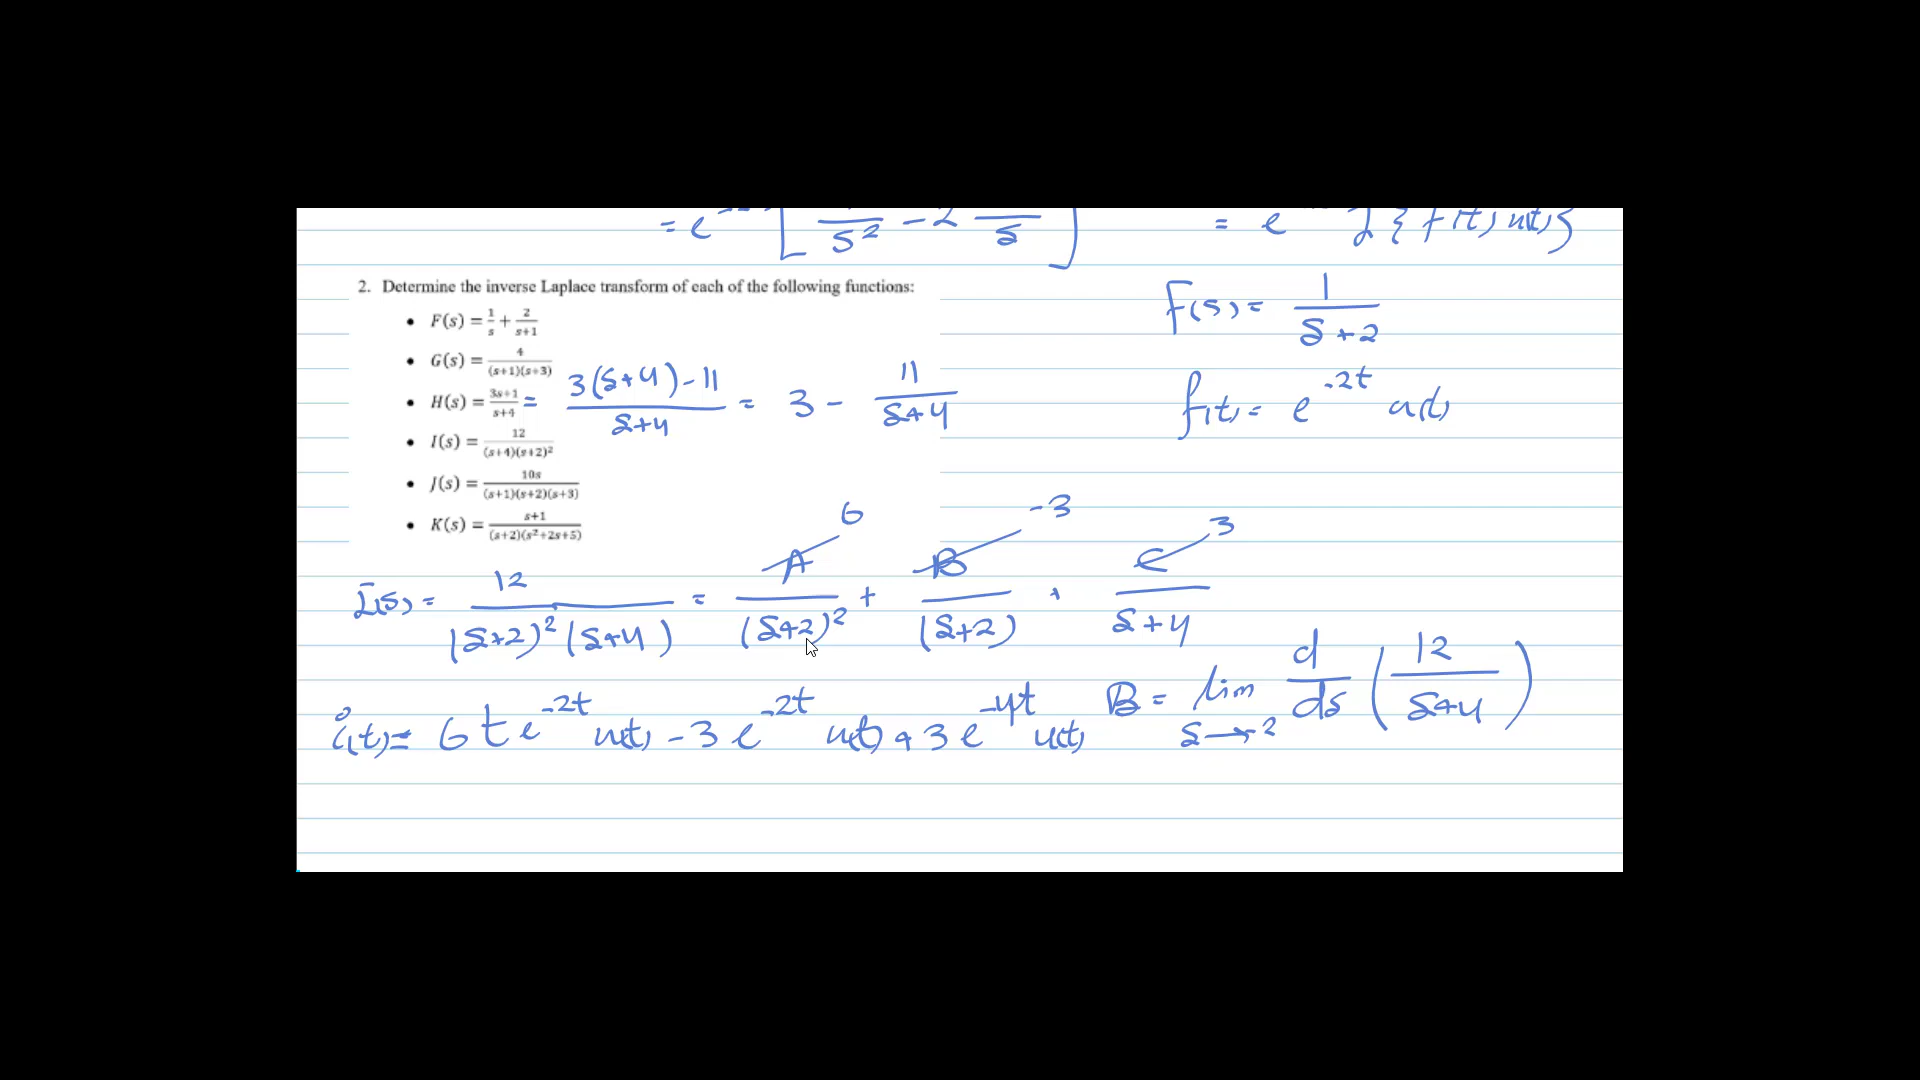 = e [ s² - 2 s ] = e L{f(t) u(t)}
2. Determine the inverse Laplace transform of each of the following functions:
F(s) = 1/(s + 2)
• F(s) = 1/s + 2/(s+1)
• G(s) = 4/((s+1)(s+3))
• H(s) = (3s+1)/(s+4) = (3(s+4)-11)/(s+4) = 3 - 11/(s+4)
f(t) = e^-2t u(t)
• I(s) = 12/((s+4)(s+2)²)
• J(s) = 10s/((s+1)(s+2)(s+3))
• K(s) = (s+1)/((s+2)(s²+2s+5))
6 -3 3
I(s) = 12/((s+2)²(s+4)) = A/(s+2)² + B/(s+2) + C/(s+4)
i(t) = 6te^-2t u(t) - 3e^-2t u(t) + 3e^-4t u(t)
B = lim s→-2 d/ds (12/(s+4))